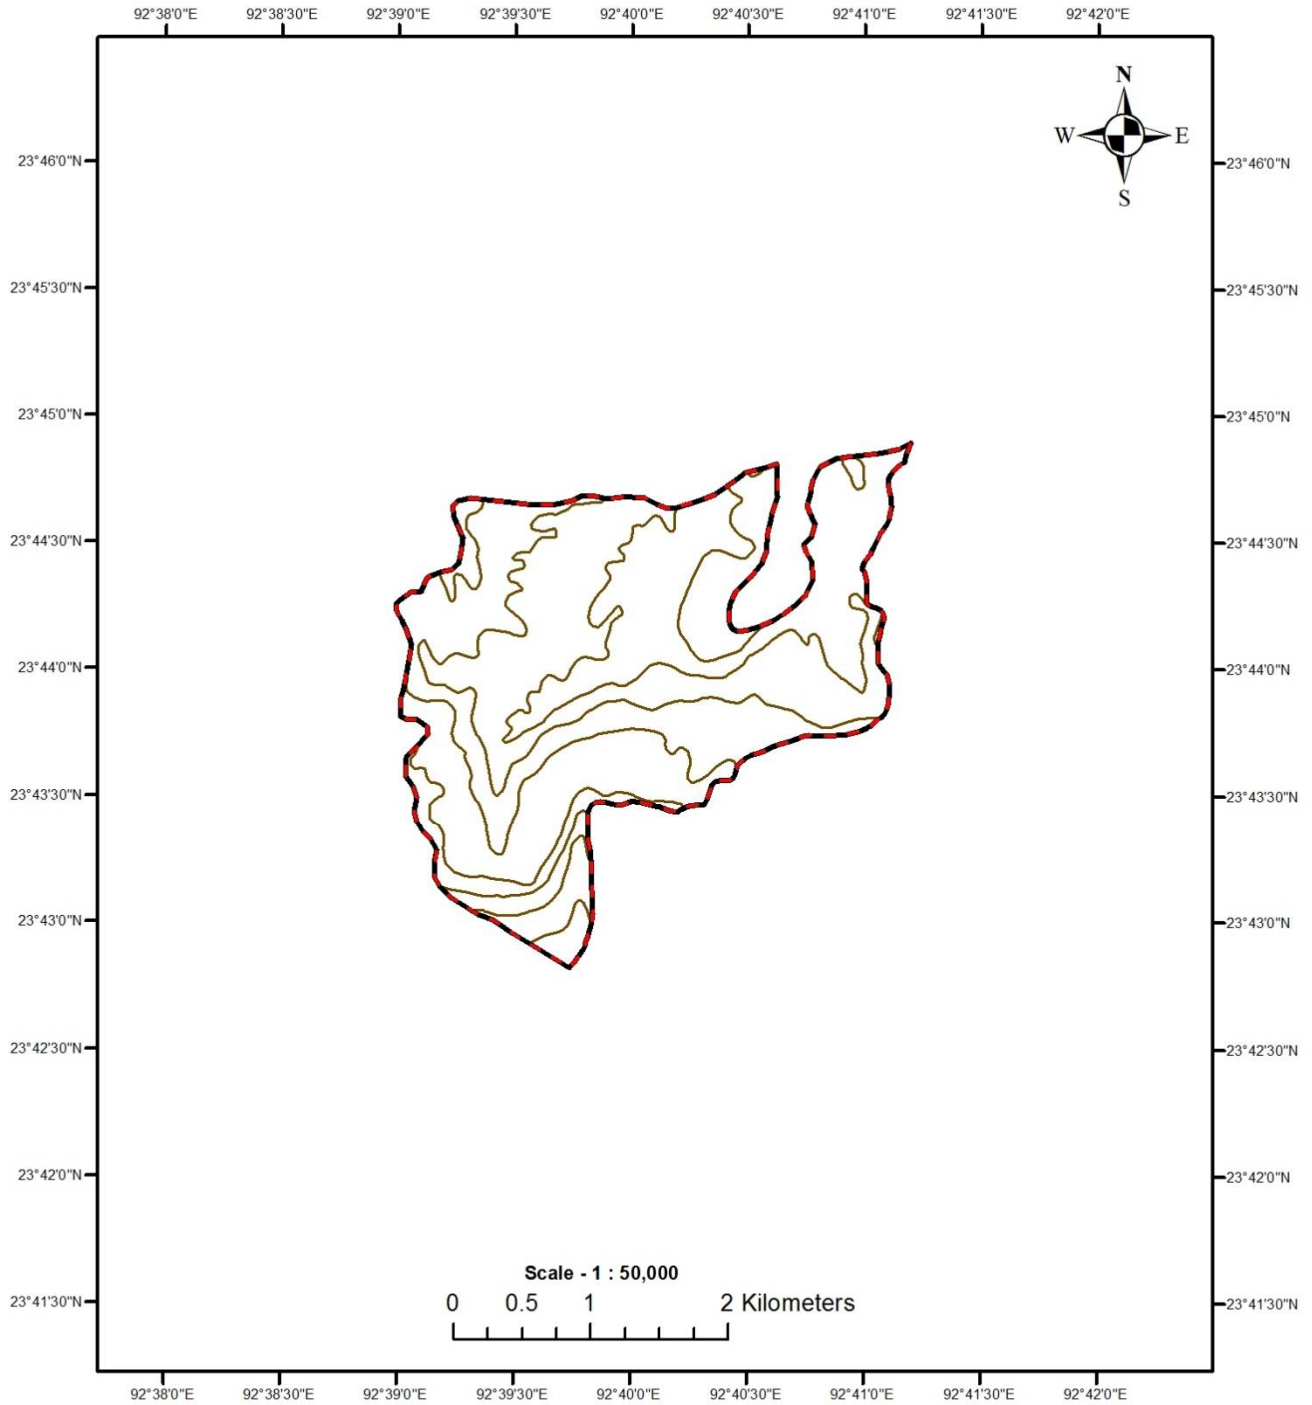 92°38'0"E 92°38'30"E 92°39'0"E 92°39'30"E 92°40'0"E 92°40'30"E 92°41'0"E 92°41'30"E 92°42'0"E
N
W E
S
23°46'0"N 23°46'0"N
23°45'30"N 23°45'30"N
23°45'0"N 23°45'0"N
23°44'30"N 23°44'30"N
23°44'0"N 23°44'0"N
23°43'30"N 23°43'30"N
23°43'0"N 23°43'0"N
23°42'30"N 23°42'30"N
23°42'0"N 23°42'0"N
Scale - 1 : 50,000
23°41'30"N 23°41'30"N
0 0.5 1 2 Kilometers
92°38'0"E 92°38'30"E 92°39'0"E 92°39'30"E 92°40'0"E 92°40'30"E 92°41'0"E 92°41'30"E 92°42'0"E